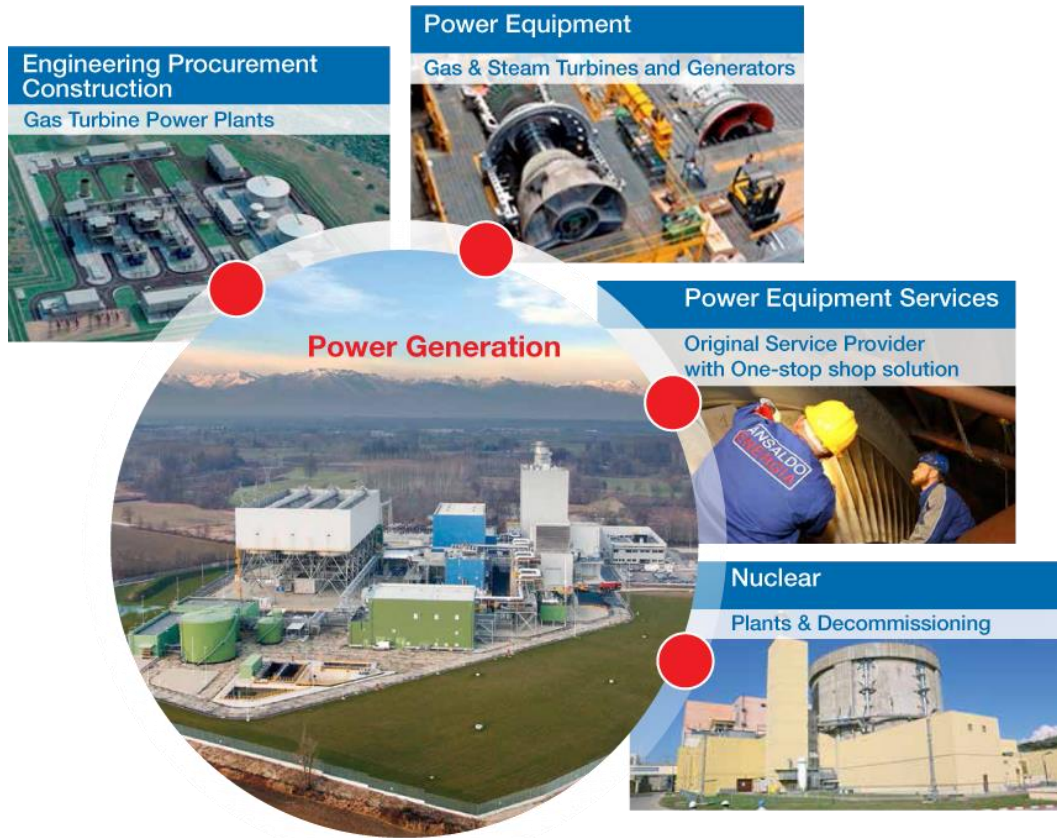 Engineering Procurement
Construction
Gas Turbine Power Plants
Power Equipment
Gas & Steam Turbines and Generators
Power Equipment Services
Original Service Provider
with One-stop shop solution
ANSALDO
ENERGIA
Nuclear
Plants & Decommissioning
Power Generation